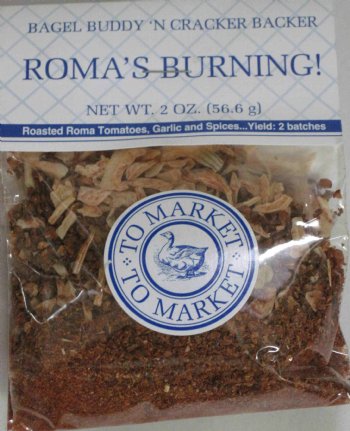 BAGEL BUDDY 'N CRACKER BACKER
ROMA'S BURNING!
NET WT. 2 OZ. (56.6 g)
Roasted Roma Tomatoes, Garlic and Spices...Yield: 2 batches
TO MARKET
TO MARKET